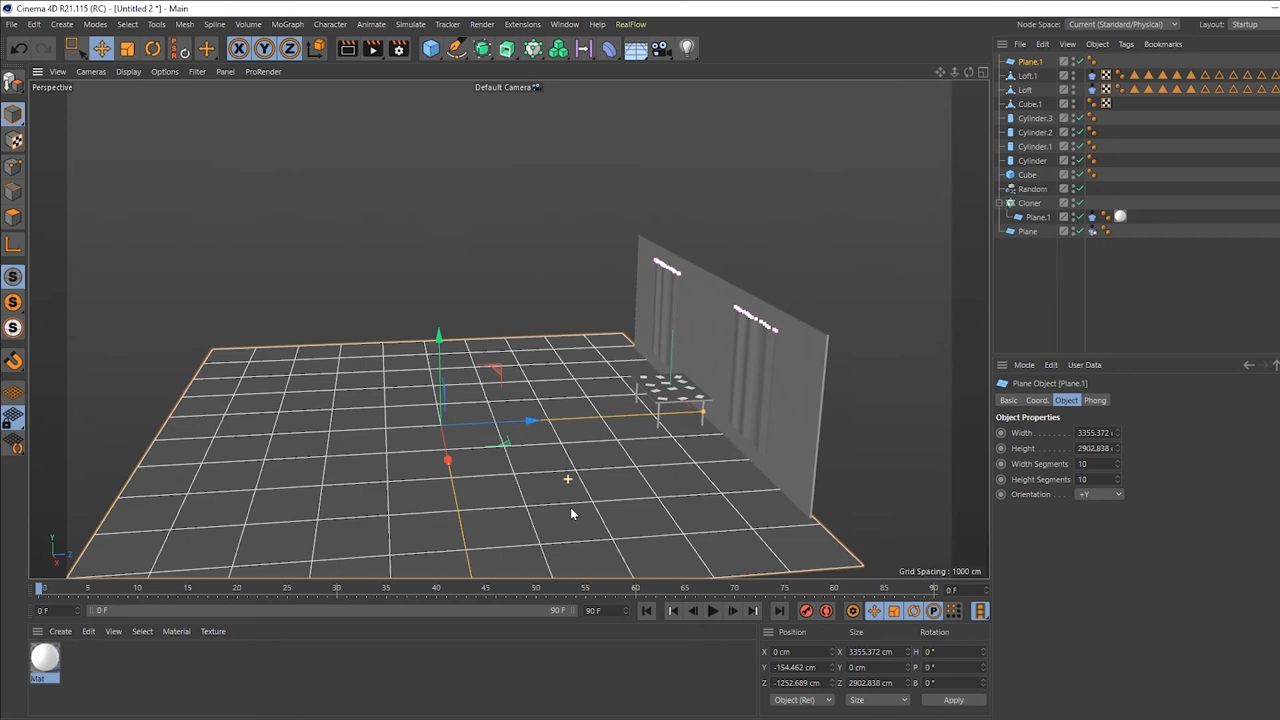 Cinema 4D R21.115 (RC) - [Untitled 2 *] - Main
File Edit Create Modes Select Tools Mesh Spline Volume MoGraph Character Animate Simulate Tracker Render Extensions Window Help RealFlow Node Space: Current (Standard/Physical) Layout: Startup
X Y Z PSR File Edit View Object Tags Bookmarks
View Cameras Display Options Filter Panel ProRender
Perspective Default Camera
Plane.1
Loft.1
Loft
Cube.1
Cylinder.3
Cylinder.2
Cylinder.1
Cylinder
Cube
Random
Cloner
Plane.1
Plane
S
S
S
Mode Edit User Data
Plane Object [Plane.1]
Basic Coord. Object Phong
Object Properties
Width 3355.372
Height 2902.838
Width Segments 10
Height Segments 10
Orientation +Y
Y
Z
X
Grid Spacing : 1000 cm
0 5 10 15 20 25 30 35 40 45 50 55 60 65 70 75 80 85 90 0 F
0 F 0 F 90 F 90 F P
Create Edit View Select Material Texture
Mat
Position Size Rotation
X 0 cm X 3355.372 cm H 0 °
Y -154.462 cm Y 0 cm P 0 °
Z -1252.689 cm Z 2902.838 cm B 0 °
Object (Rel) Size Apply